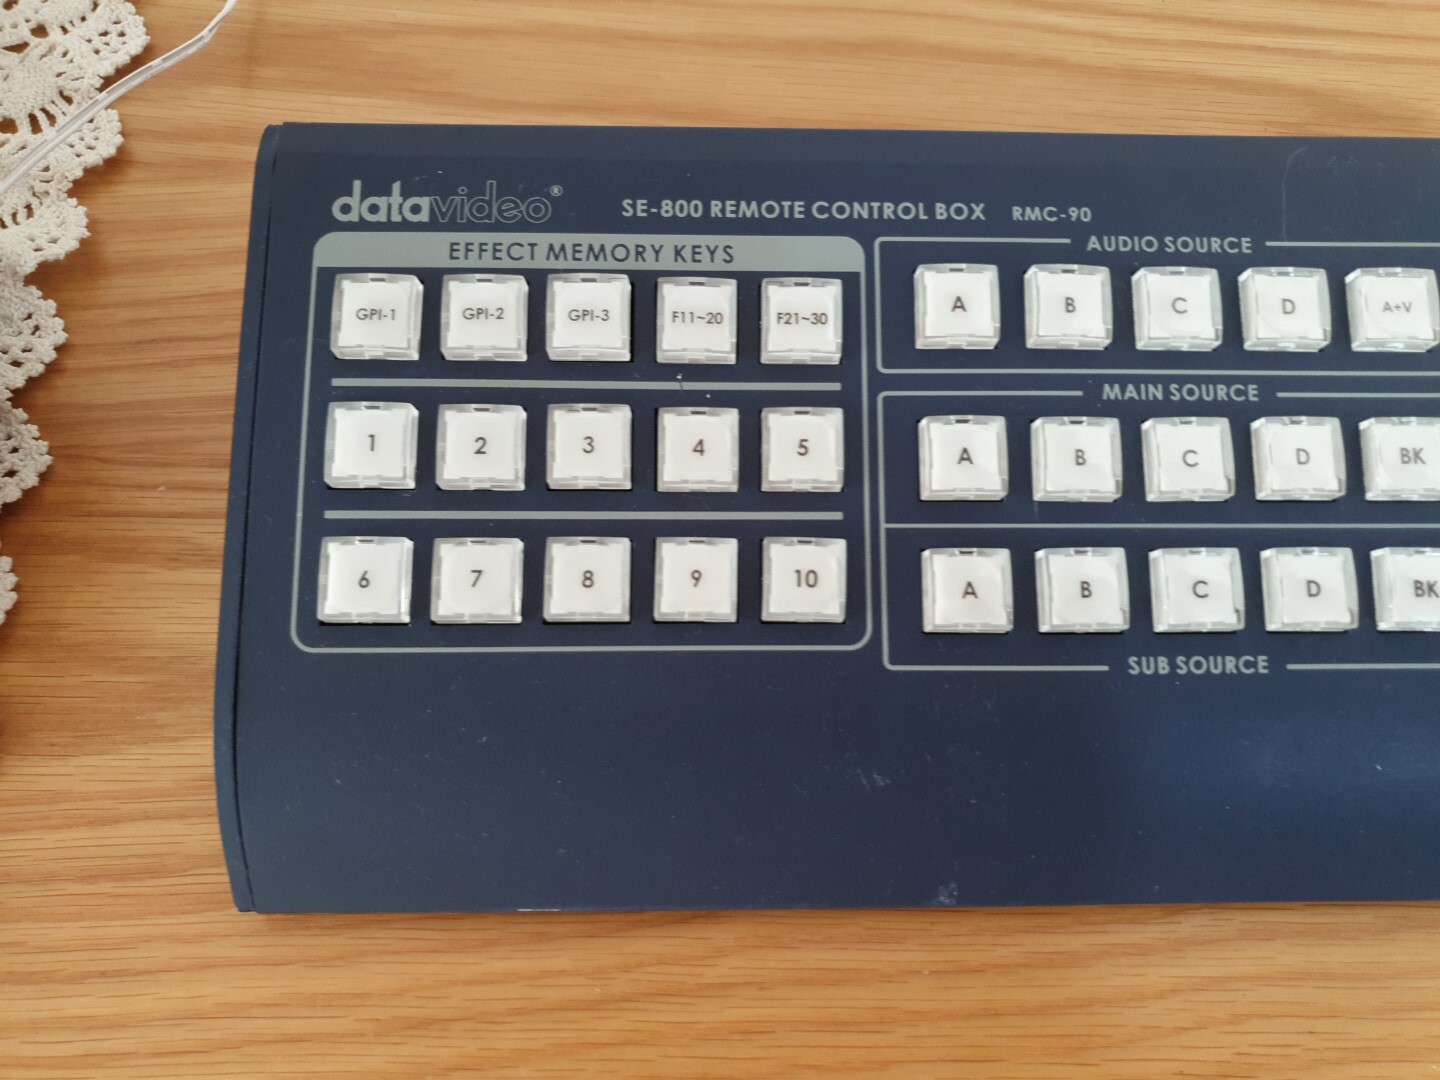 datavideo®
SE-800 REMOTE CONTROL BOX RMC-90
EFFECT MEMORY KEYS
GPI-1 GPI-2 GPI-3 F11~20 F21~30
1 2 3 4 5
6 7 8 9 10
AUDIO SOURCE
A B C D A+V
MAIN SOURCE
A B C D BK
A B C D BK
SUB SOURCE